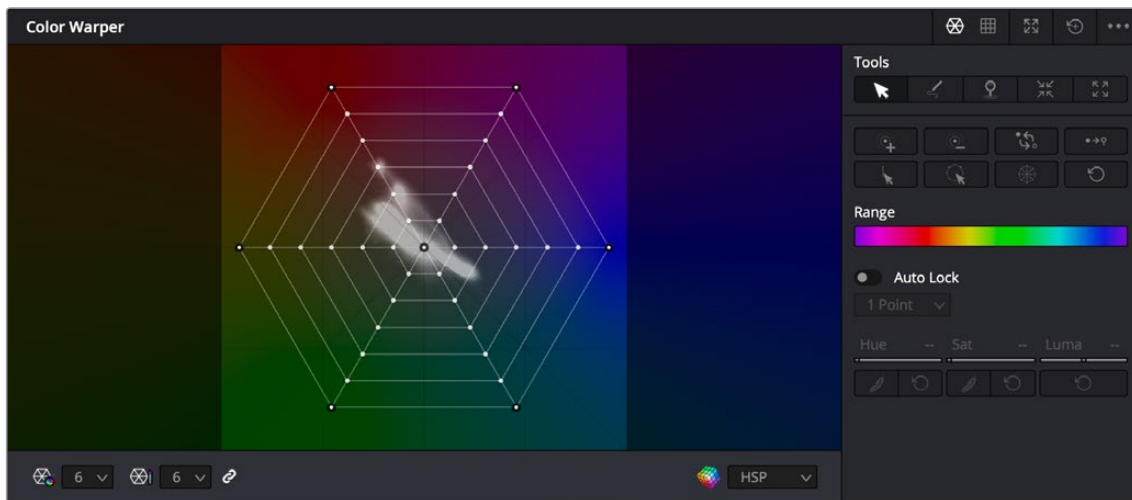 Color Warper
Tools
Range
Auto Lock
1 Point
Hue -- Sat -- Luma --
6 6 HSP